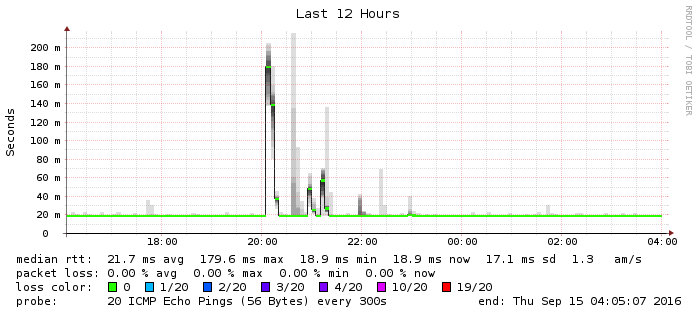 Last 12 Hours
RRDTOOL / TOBI OETIKER
Seconds
200 m
180 m
160 m
140 m
120 m
100 m
80 m
60 m
40 m
20 m
0
18:00 20:00 22:00 00:00 02:00 04:00
median rtt: 21.7 ms avg 179.6 ms max 18.9 ms min 18.9 ms now 17.1 ms sd 1.3 am/s
packet loss: 0.00 % avg 0.00 % max 0.00 % min 0.00 % now
loss color: 0 1/20 2/20 3/20 4/20 10/20 19/20
probe: 20 ICMP Echo Pings (56 Bytes) every 300s end: Thu Sep 15 04:05:07 2016